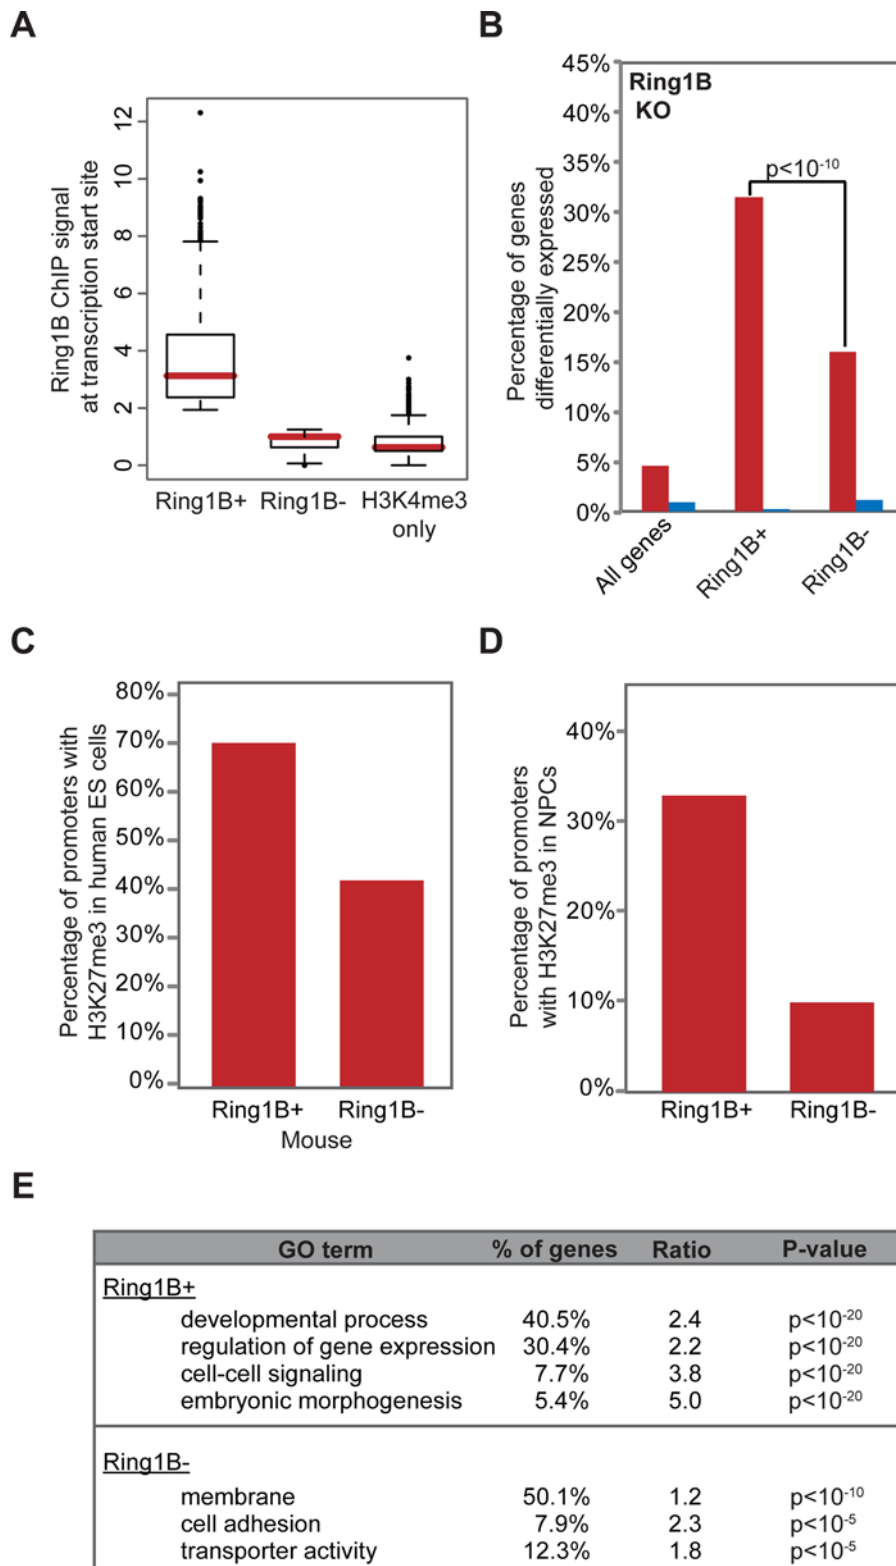 A
Ring1B ChIP signal
at transcription start site
12
10
8
6
4
2
0
Ring1B+ Ring1B- H3K4me3
only
B
Percentage of genes
differentially expressed
45%
40%
35%
30%
25%
20%
15%
10%
5%
0%
Ring1B
KO
p<10-10
All genes
Ring1B+
Ring1B-
C
Percentage of promoters with
H3K27me3 in human ES cells
80%
70%
60%
50%
40%
30%
20%
10%
0%
Ring1B+ Ring1B-
Mouse
D
Percentage of promoters
with H3K27me3 in NPCs
40%
30%
20%
10%
0%
Ring1B+ Ring1B-
E
GO term % of genes Ratio P-value
Ring1B+
developmental process 40.5% 2.4 p<10-20
regulation of gene expression 30.4% 2.2 p<10-20
cell-cell signaling 7.7% 3.8 p<10-20
embryonic morphogenesis 5.4% 5.0 p<10-20
Ring1B-
membrane 50.1% 1.2 p<10-10
cell adhesion 7.9% 2.3 p<10-5
transporter activity 12.3% 1.8 p<10-5